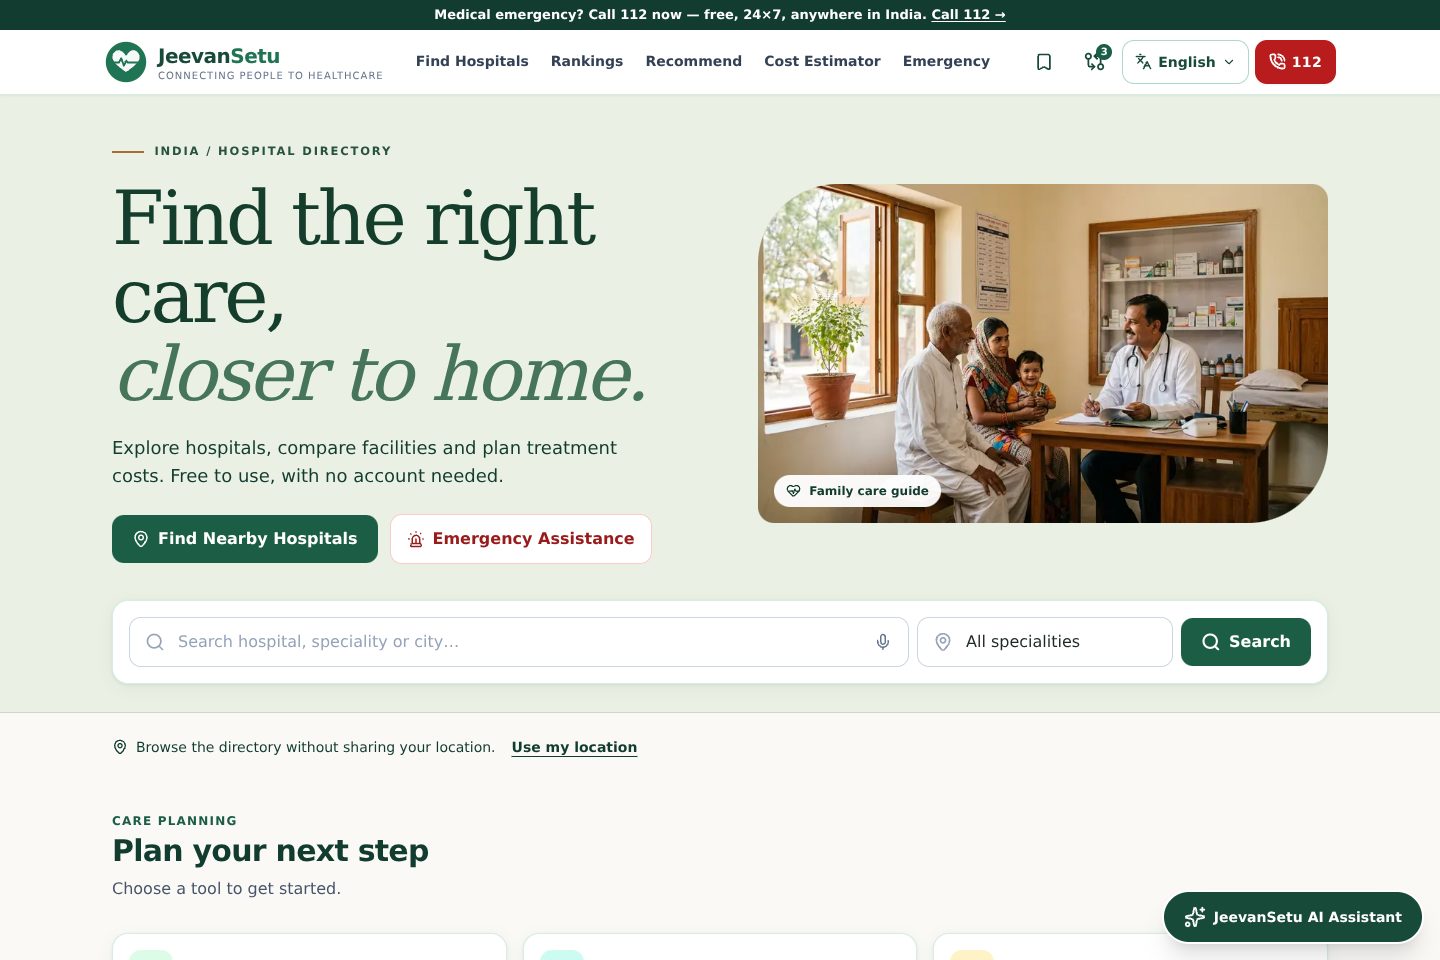 Medical emergency? Call 112 now — free, 24×7, anywhere in India. Call 112 →
JeevanSetu
CONNECTING PEOPLE TO HEALTHCARE
Find Hospitals
Rankings
Recommend
Cost Estimator
Emergency
3
English
112
INDIA / HOSPITAL DIRECTORY
Find the right
care,
closer to home.
Explore hospitals, compare facilities and plan treatment
costs. Free to use, with no account needed.
Find Nearby Hospitals
Emergency Assistance
Family care guide
Search hospital, speciality or city…
All specialities
Search
Browse the directory without sharing your location. Use my location
CARE PLANNING
Plan your next step
Choose a tool to get started.
JeevanSetu AI Assistant